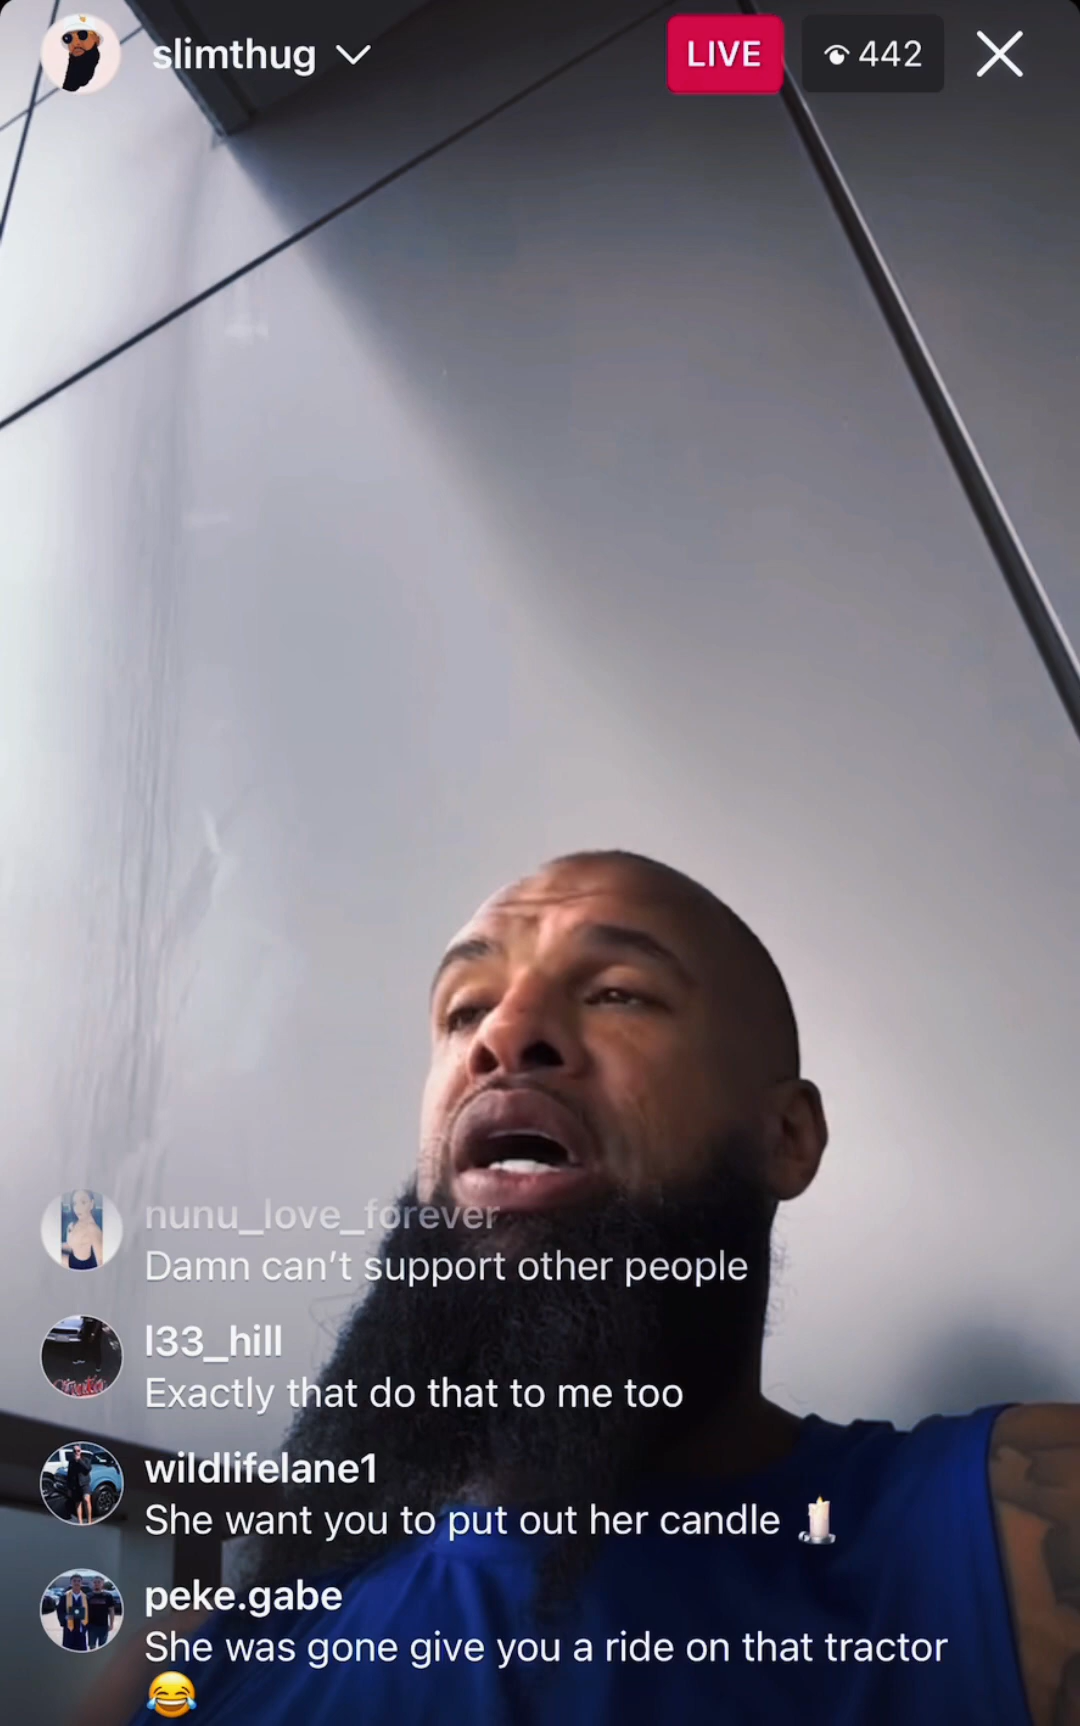 slimthug
LIVE
442
nunu_love_forever
Damn can't support other people
l33_hill
Exactly that do that to me too
wildlifelane1
She want you to put out her candle 🕯️
peke.gabe
She was gone give you a ride on that tractor
😂